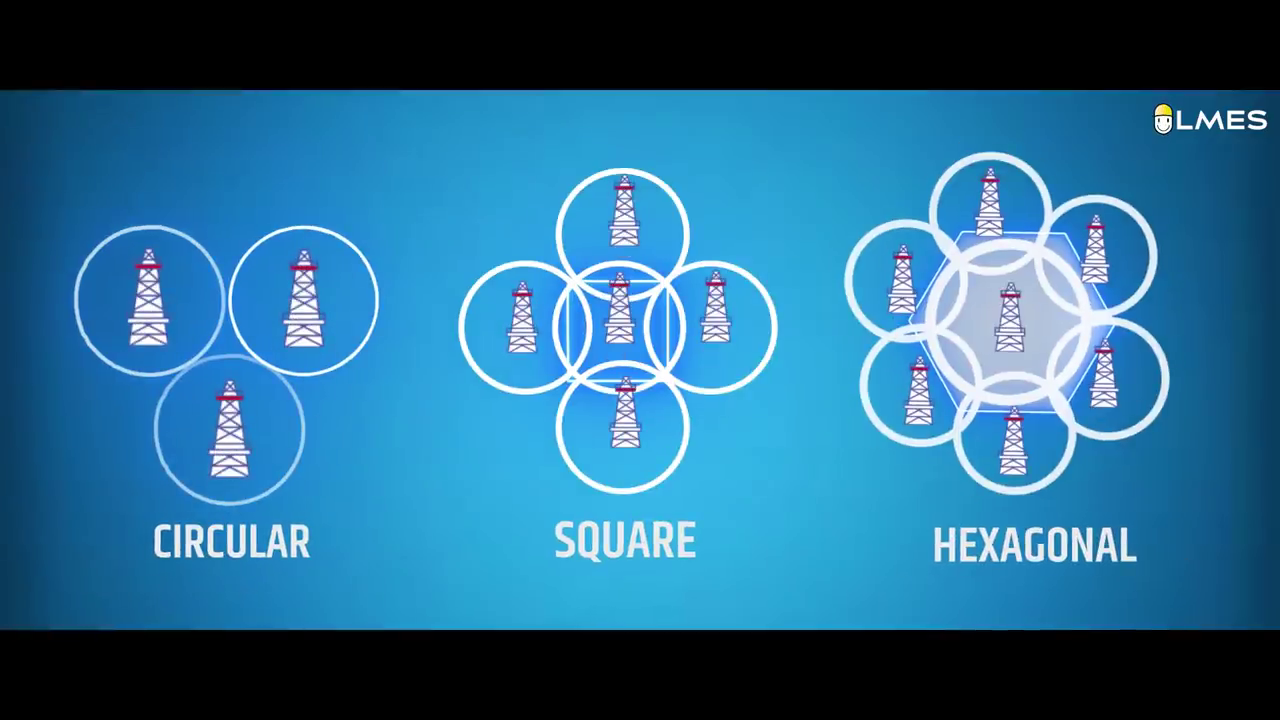 LMES
CIRCULAR
SQUARE
HEXAGONAL